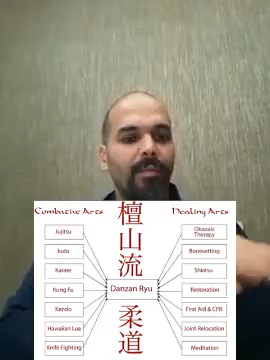 Combative Arts
檀山流柔道
Healing Arts
Jujitsu
Judo
Karate
Kung Fu
Kendo
Hawaiian Lua
Knife Fighting
Danzan Ryu
Okazaki
Therapy
Bonesetting
Shiatsu
Restoration
First Aid & CPR
Joint Relocation
Meditation